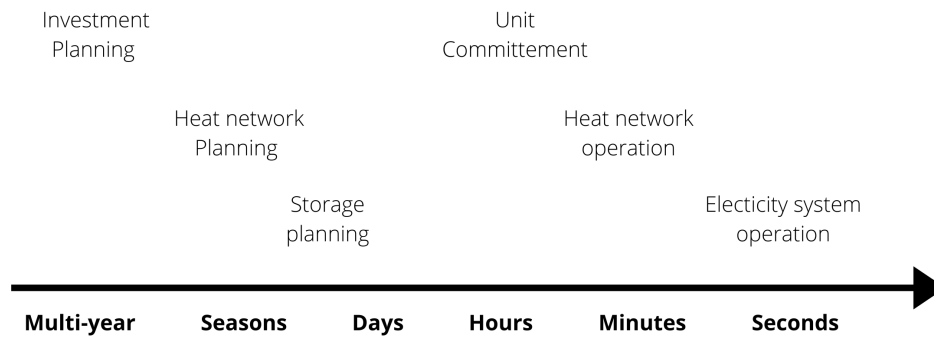 Investment
Planning
Unit
Committement
Heat network
Planning
Heat network
operation
Storage
planning
Electicity system
operation
Multi-year Seasons Days Hours Minutes Seconds